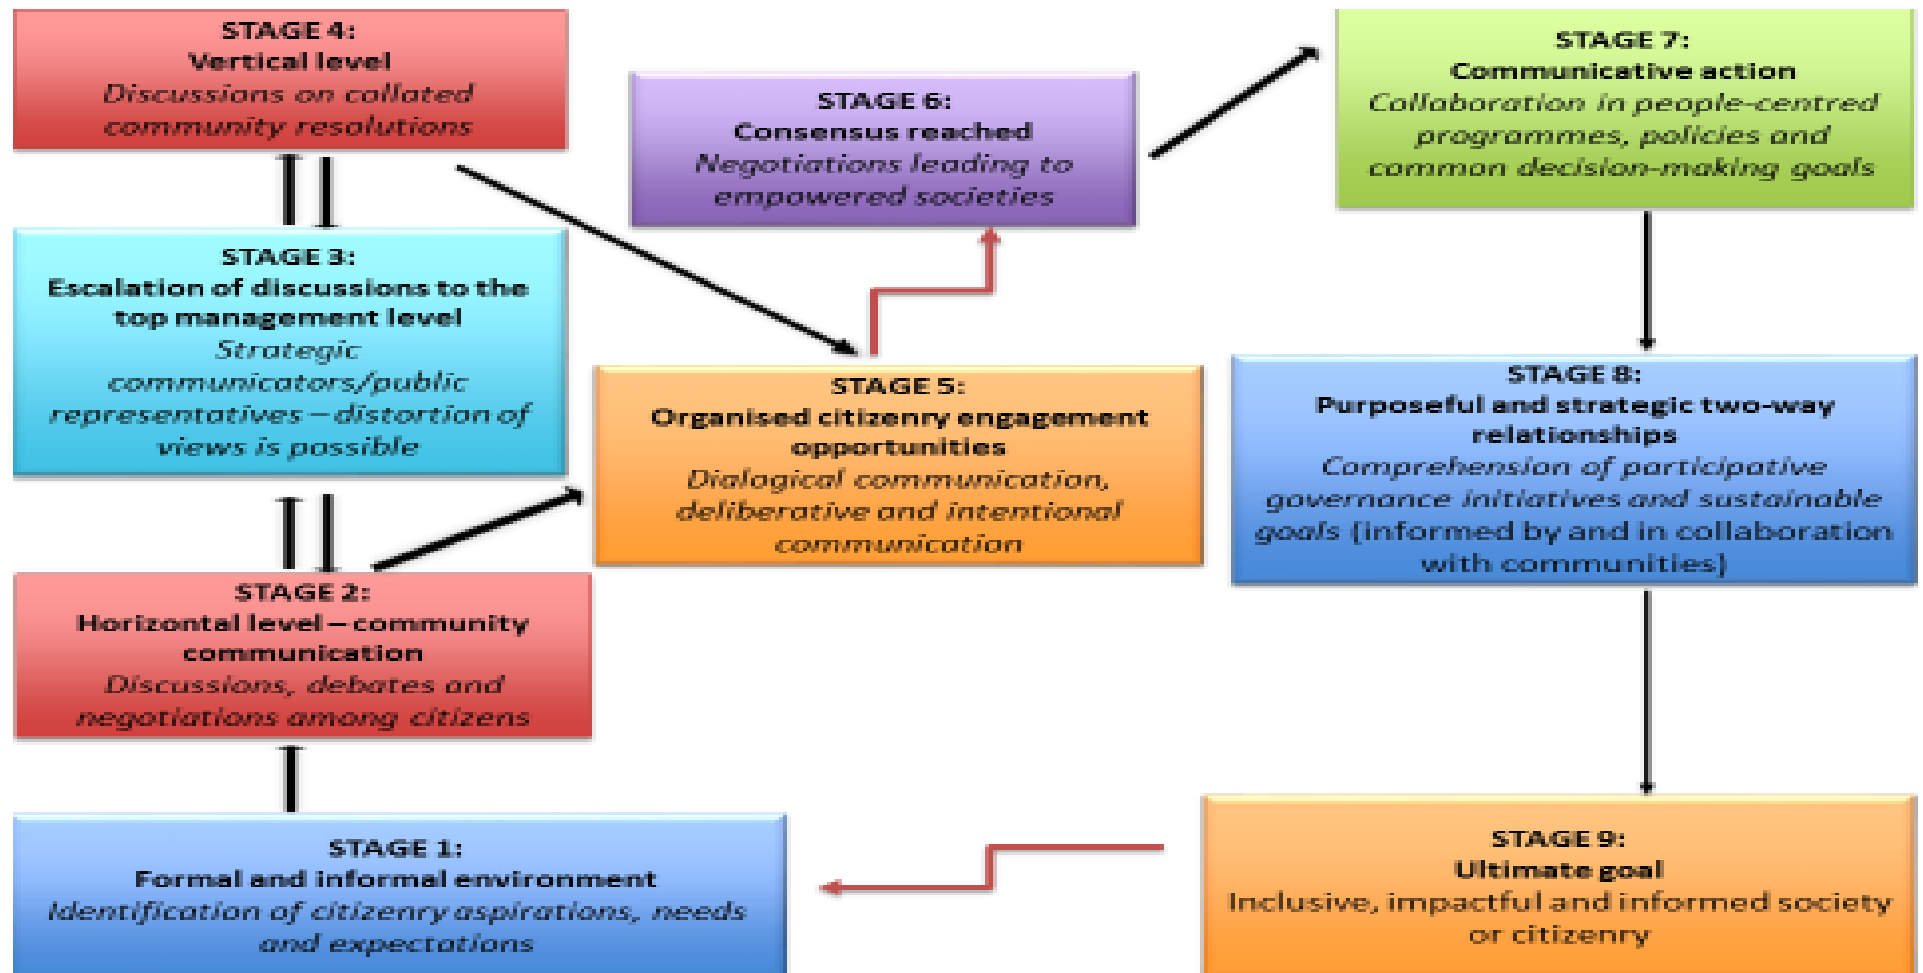 STAGE 4:
Vertical level
Discussions on collated
community resolutions
STAGE 3:
Escalation of discussions to the
top management level
Strategic
communicators/public
representatives – distortion of
views is possible
STAGE 2:
Horizontal level – community
communication
Discussions, debates and
negotiations among citizens
STAGE 1:
Formal and informal environment
Identification of citizenry aspirations, needs
and expectations
STAGE 6:
Consensus reached
Negotiations leading to
empowered societies
STAGE 5:
Organised citizenry engagement
opportunities
Dialogical communication,
deliberative and intentional
communication
STAGE 7:
Communicative action
Collaboration in people-centred
programmes, policies and
common decision-making goals
STAGE 8:
Purposeful and strategic two-way
relationships
Comprehension of participative
governance initiatives and sustainable
goals (informed by and in collaboration
with communities)
STAGE 9:
Ultimate goal
Inclusive, impactful and informed society
or citizenry